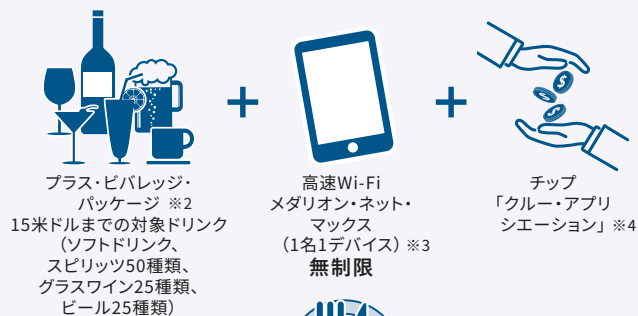 プラス・ビバレッジ・
パッケージ ※2
15米ドルまでの対象ドリンク
(ソフトドリンク、
スピリッツ50種類、
グラスワイン25種類、
ビール25種類)
高速Wi-Fi
メダリオン・ネット・
マックス
(1名1デバイス) ※3
無制限
チップ
「クルー・アプリ
シエーション」 ※4